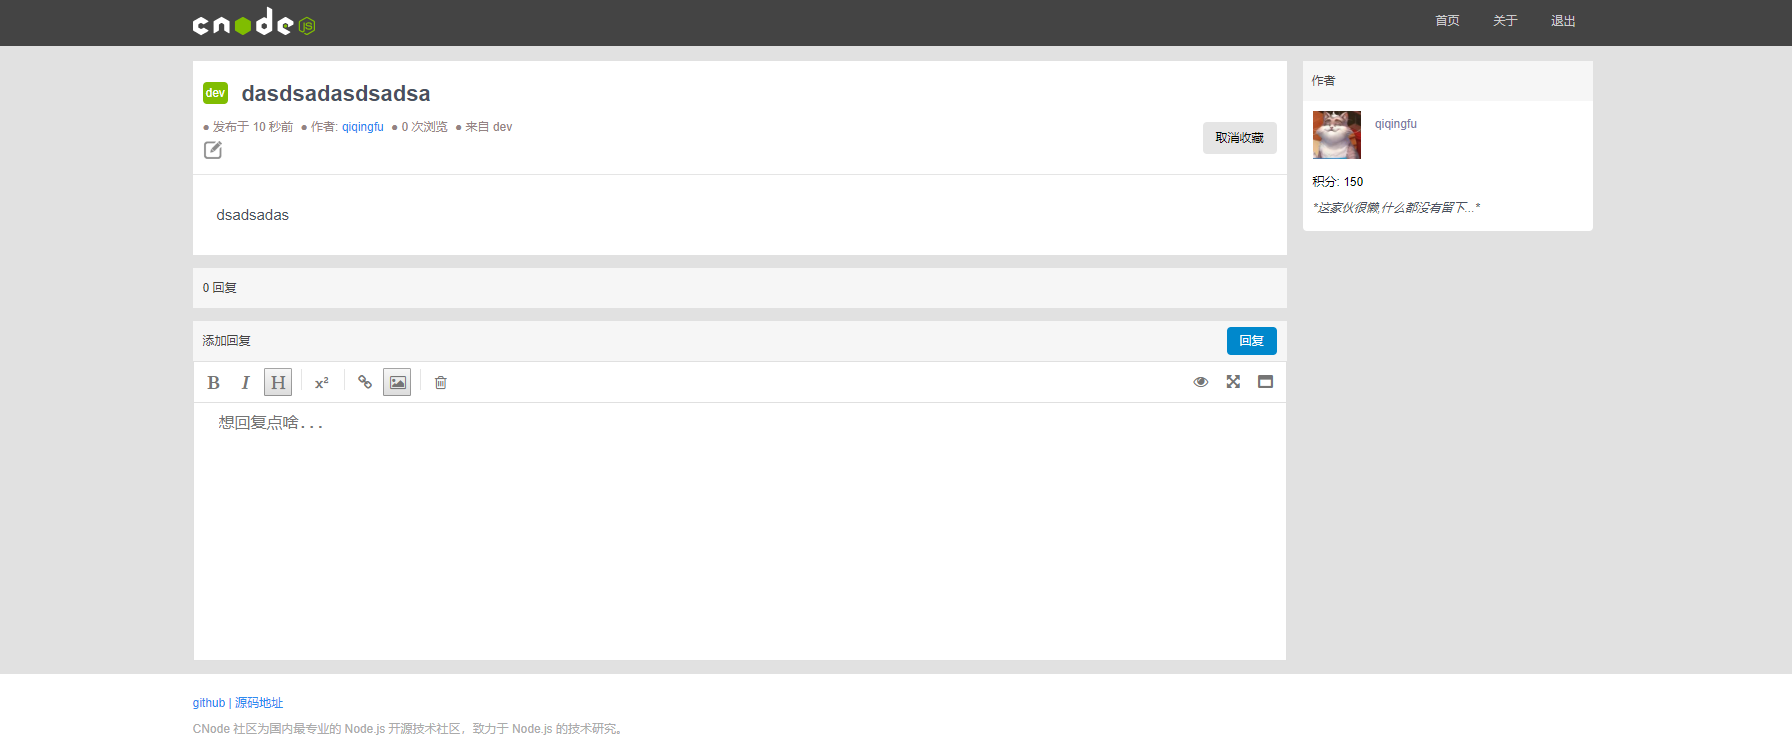 cnode js
首页 关于 退出
dev dasdsadasdsadsa
● 发布于 10 秒前 ● 作者: qiqingfu ● 0 次浏览 ● 来自 dev
取消收藏
dsadsadas
0 回复
添加回复
回复
B I H x²
想回复点啥...
作者
qiqingfu
积分: 150
"这家伙很懒,什么都没有留下..."
github | 源码地址
CNode 社区为国内最专业的 Node.js 开源技术社区，致力于 Node.js 的技术研究。